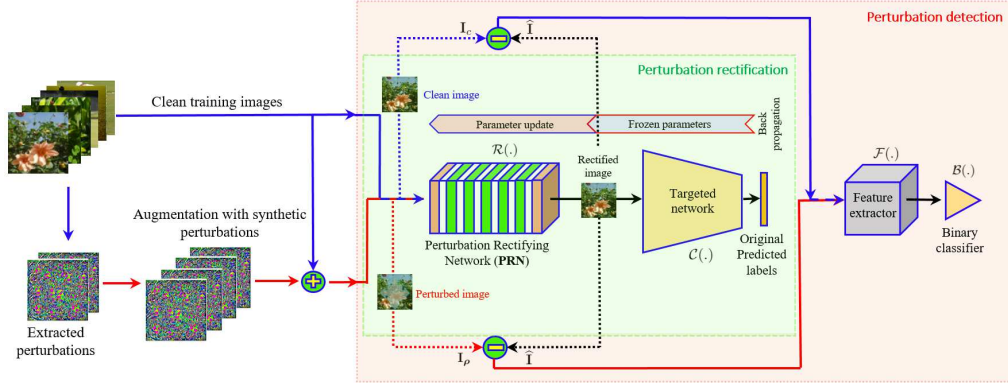 Perturbation detection
I_c
Î
Perturbation rectification
Clean training images
Clean image
Parameter update
Frozen parameters
Back
propagation
R(.)
Rectified
image
F(.)
B(.)
Targeted
network
Feature
extractor
Augmentation with synthetic
perturbations
Perturbation Rectifying
Network (PRN)
C(.)
Original
Predicted
labels
Binary
classifier
Perturbed image
Extracted
perturbations
I_ρ
Î